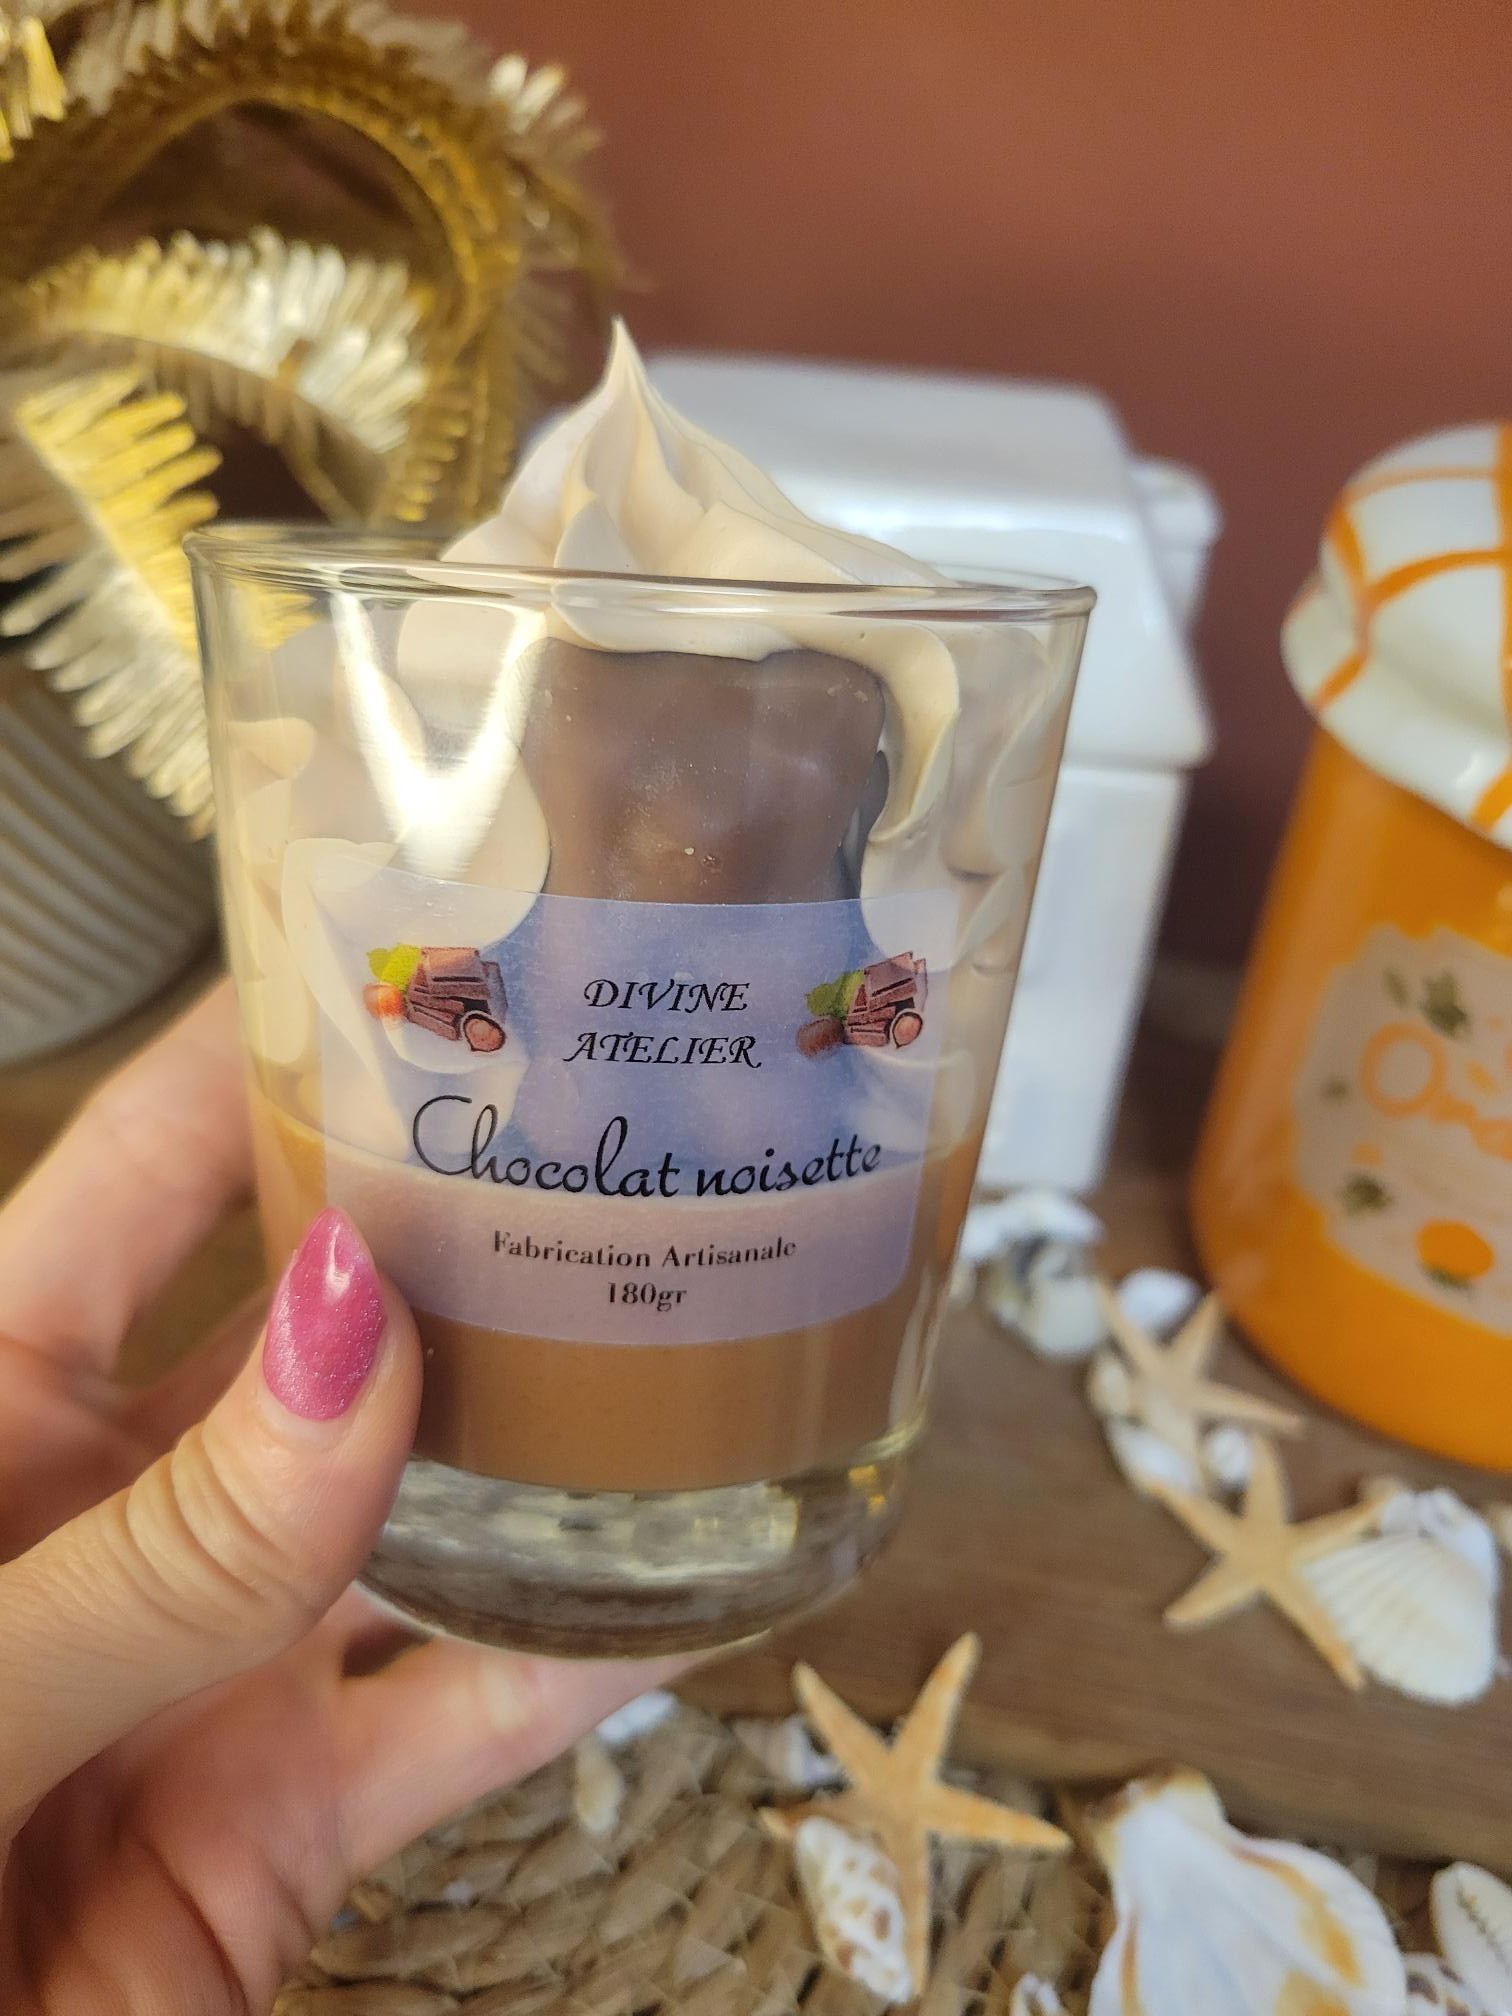 DIVINE
ATELIER
Chocolat noisette
Fabrication Artisanale
180gr